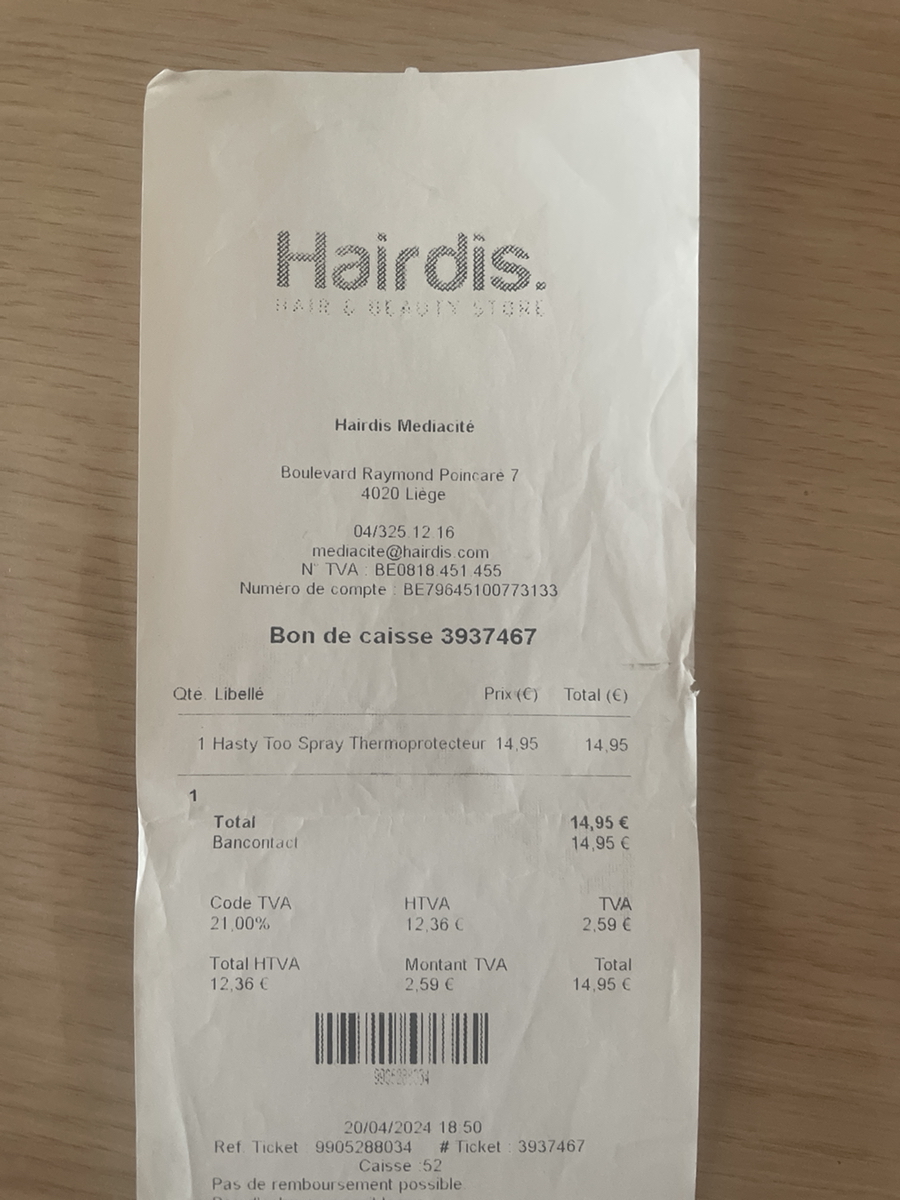 Hairdis.
HAIR & BEAUTY STORE
Hairdis Mediacité
Boulevard Raymond Poincaré 7
4020 Liège
04/325.12.16
mediacite@hairdis.com
N° TVA : BE0818.451.455
Numéro de compte : BE79645100773133
Bon de caisse 3937467
Qté. Libellé Prix (€) Total (€)
1 Hasty Too Spray Thermoprotecteur 14,95 14,95
1
Total 14,95 €
Bancontact 14,95 €
Code TVA HTVA TVA
21,00% 12,36 € 2,59 €
Total HTVA Montant TVA Total
12,36 € 2,59 € 14,95 €
20/04/2024 18:50
Ref. Ticket 9905288034 # Ticket : 3937467
Caisse :52
Pas de remboursement possible